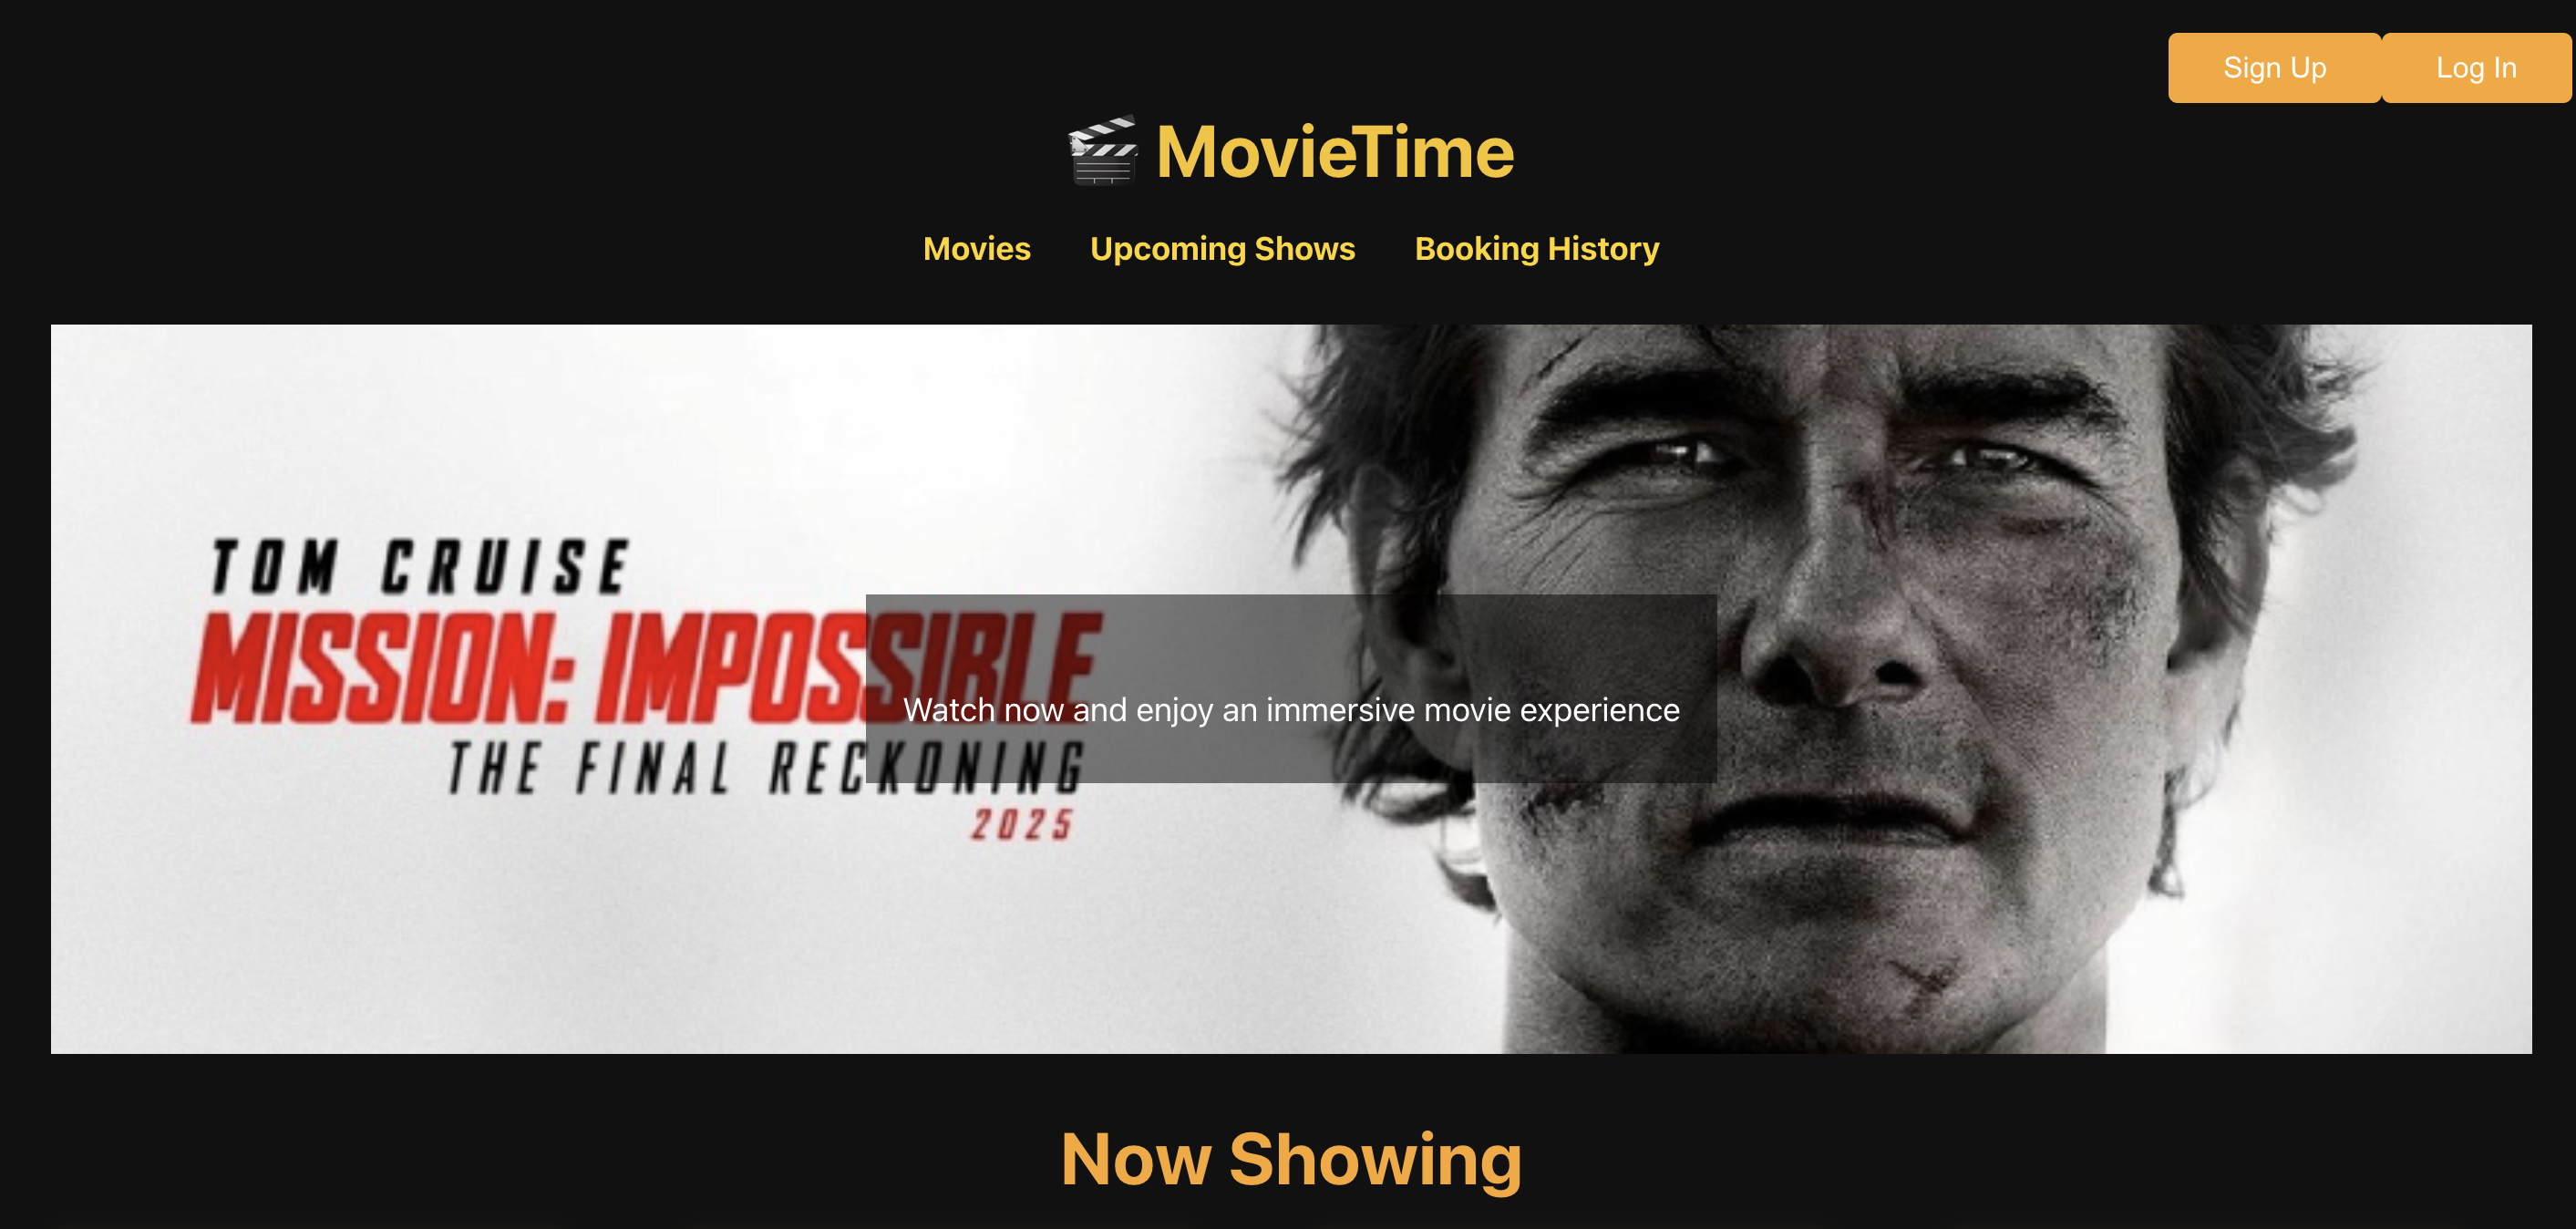 Sign Up Log In
MovieTime
Movies Upcoming Shows Booking History
TOM CRUISE
MISSION: IMPOSSIBLE
THE FINAL RECKONING
2025
Watch now and enjoy an immersive movie experience
Now Showing